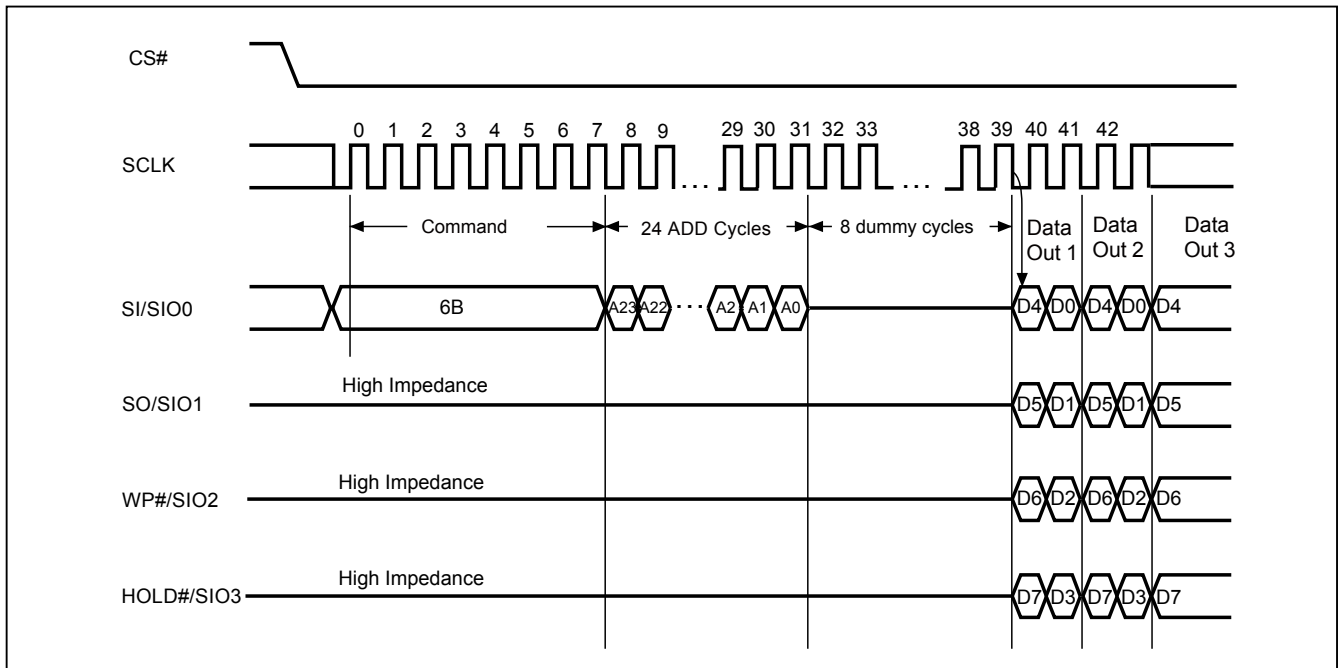 CS#
0 1 2 3 4 5 6 7 8 9 29 30 31 32 33 38 39 40 41 42
SCLK
... ...
Command 24 ADD Cycles 8 dummy cycles Data Out 1 Data Out 2 Data Out 3
SI/SIO0 6B A23 A22 ... A2 A1 A0 D4 D0 D4 D0 D4
High Impedance
SO/SIO1 D5 D1 D5 D1 D5
High Impedance
WP#/SIO2 D6 D2 D6 D2 D6
High Impedance
HOLD#/SIO3 D7 D3 D7 D3 D7